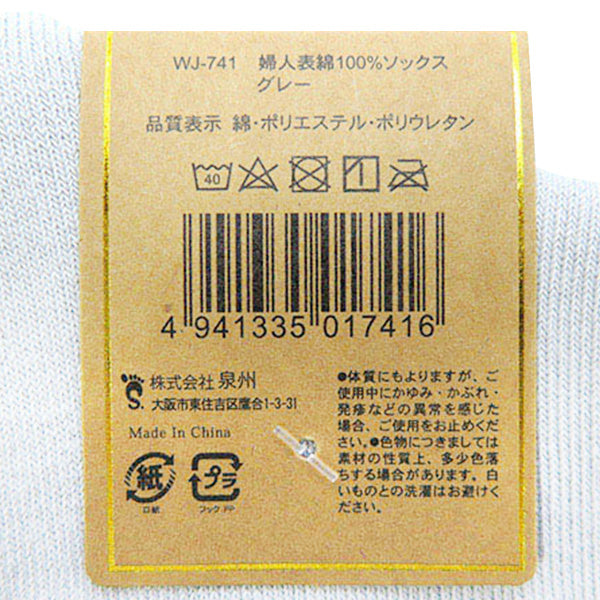 WJ-741 婦人表綿100%ソックス
グレー
品質表示 綿・ポリエステル・ポリウレタン
40
4 941335 017416
S.
株式会社 泉州
大阪市東住吉区鷹合1-3-31
Made In China
紙
口紙
プラ
フック PP
●体質にもよりますが、ご
使用中にかゆみ・かぶれ・
発疹などの異常を感じた
場合、ご使用をお止めくだ
さい。●色物につきましては
素材の性質上、多少色落
ちする場合があります。白
いものとの洗濯はお避けく
ださい。